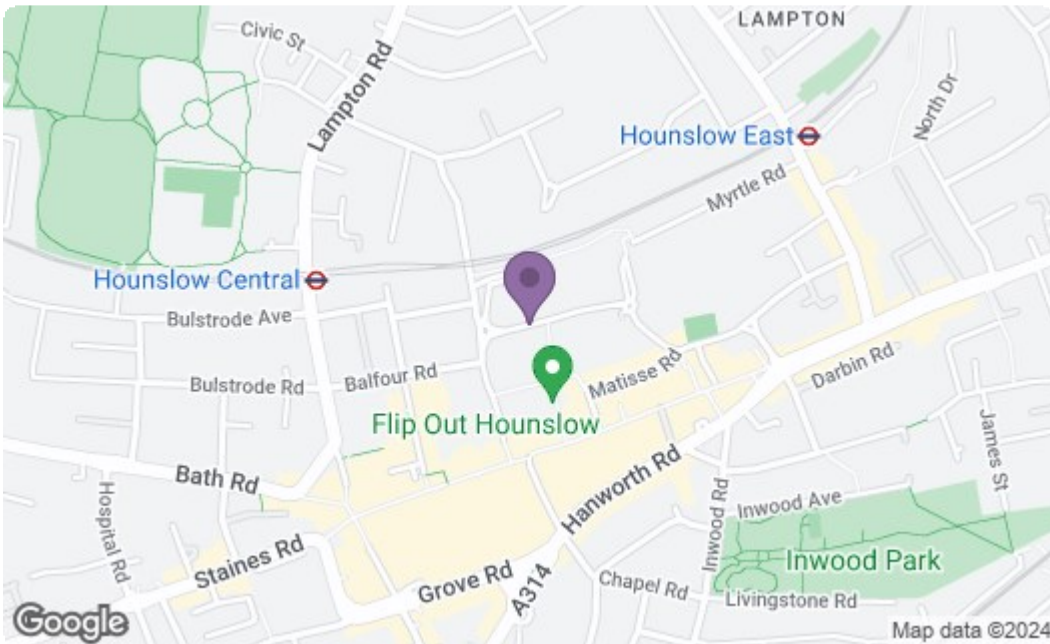 LAMPTON
Civic St
Lampton Rd
North Dr
Hounslow East
Myrtle Rd
Hounslow Central
Bulstrode Ave
Matisse Rd
Darbin Rd
Bulstrode Rd
Balfour Rd
Flip Out Hounslow
James St
Bath Rd
Hanworth Rd
Hospital Rd
Inwood Rd
Inwood Ave
Staines Rd
Inwood Park
Grove Rd
A314
Chapel Rd
Livingstone Rd
Google
Map data ©2024